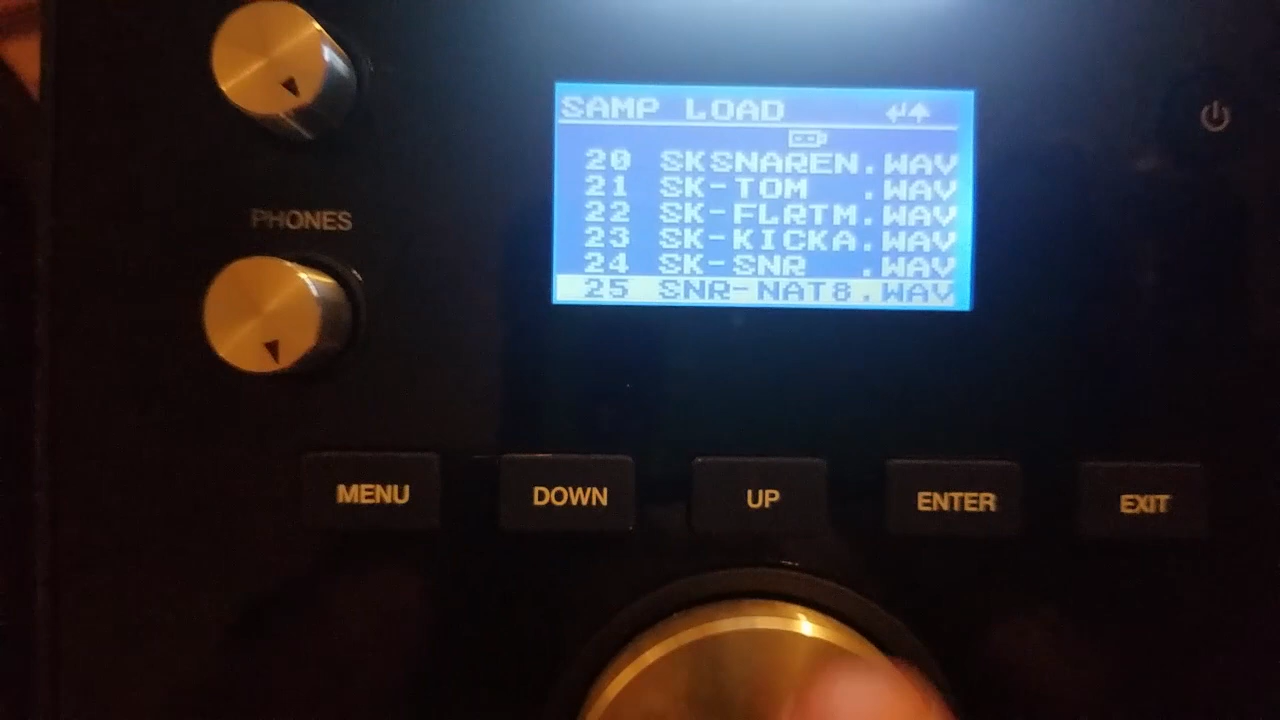 SAMP LOAD
20 SKSNAREN.WAV
21 SK-TOM .WAV
22 SK-FLRTM.WAV
23 SK-KICKA.WAV
24 SK-SNR .WAV
25 SNR-NAT8.WAV
PHONES
MENU DOWN UP ENTER EXIT